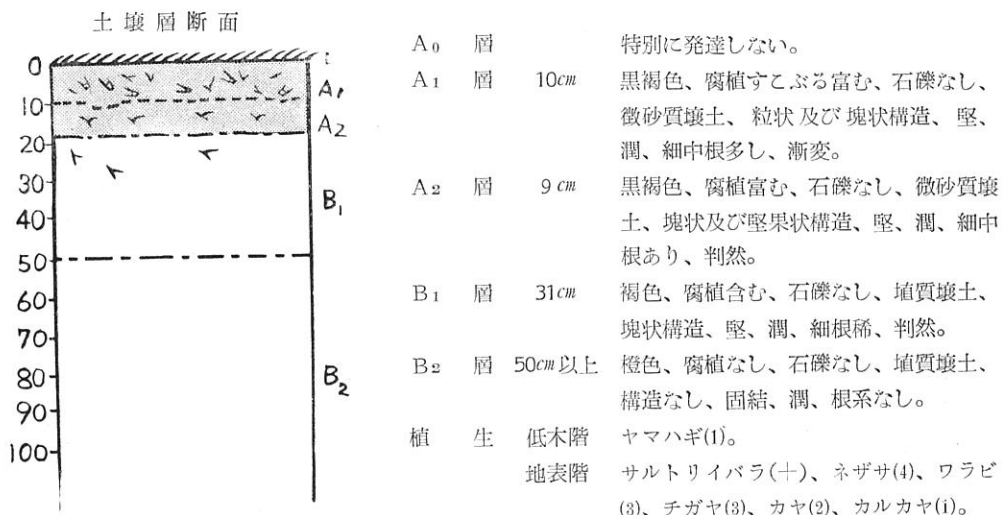 土壌層断面
0
10
20
30
40
50
60
70
80
90
100
A₁
A₂
B₁
B₂
A₀ 層 特別に発達しない。
A₁ 層 10cm 黒褐色、腐植すこぶる富む、石礫なし、
微砂質壌土、粒状及び塊状構造、堅、
潤、細中根多し、漸変。
A₂ 層 9cm 黒褐色、腐植富む、石礫なし、微砂質壌
土、塊状及び堅果状構造、堅、潤、細中
根あり、判然。
B₁ 層 31cm 褐色、腐植含む、石礫なし、埴質壌土、
塊状構造、堅、潤、細根稀、判然。
B₂ 層 50cm以上 橙色、腐植なし、石礫なし、埴質壌土、
構造なし、固結、潤、根系なし。
植生 低木階 ヤマハギ(1)。
地表階 サルトリイバラ(+)、ネザサ(4)、ワラビ
(3)、チガヤ(3)、カヤ(2)、カルカヤ(i)。